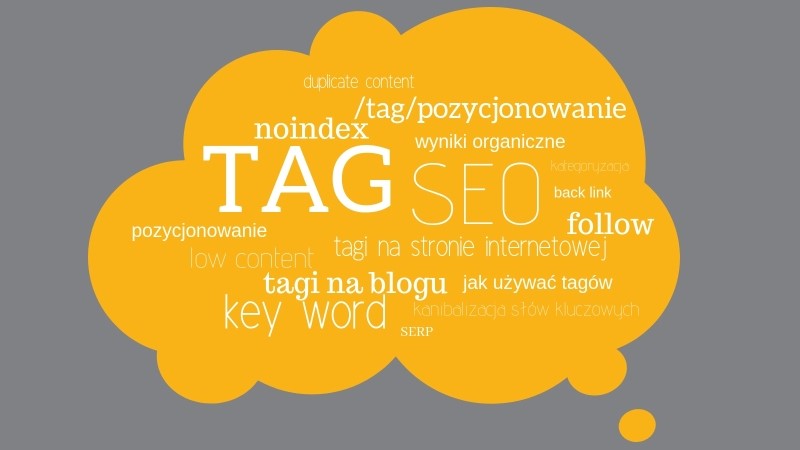 duplicate content
/tag/pozycjonowanie
noindex
wyniki organiczne
TAG
SEO
kategoryzacja
back link
follow
pozycjonowanie
tagi na stronie internetowej
low content
tagi na blogu
jak używać tagów
key word
kanibalizacja słów kluczowych
SERP